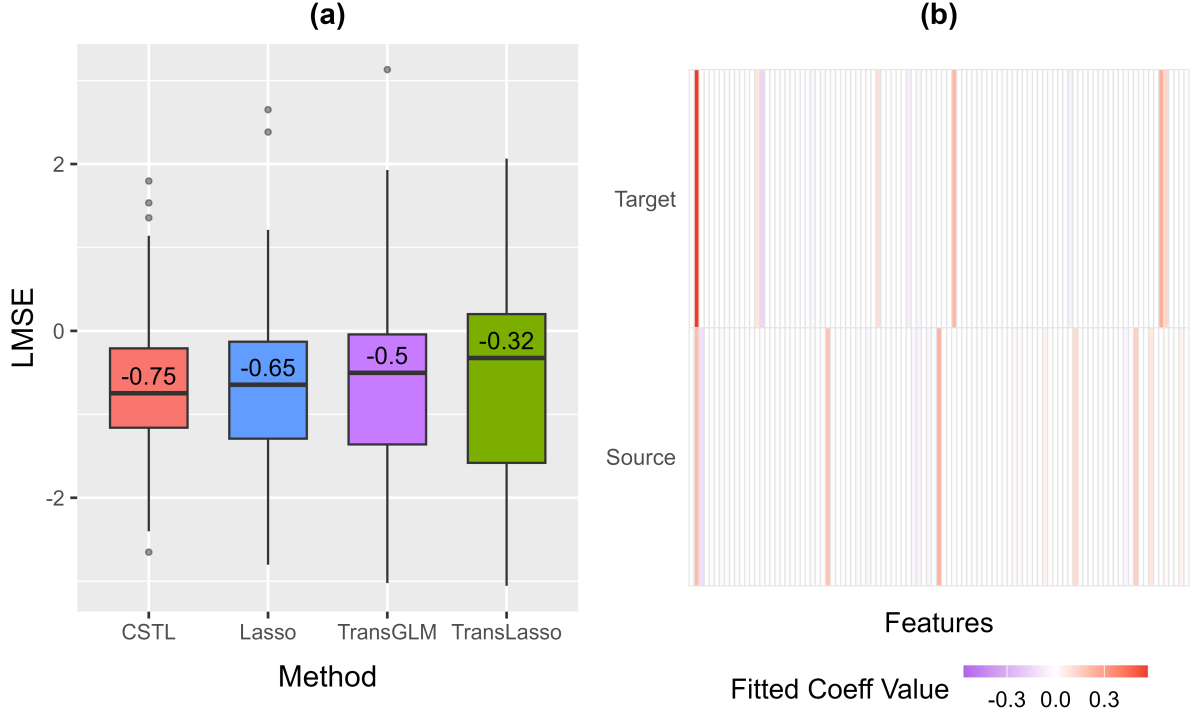 (a)
LMSE
2
0
-2
-0.75
-0.65
-0.5
-0.32
CSTL Lasso TransGLM TransLasso
Method
(b)
Target
Source
Features
Fitted Coeff Value
-0.3 0.0 0.3